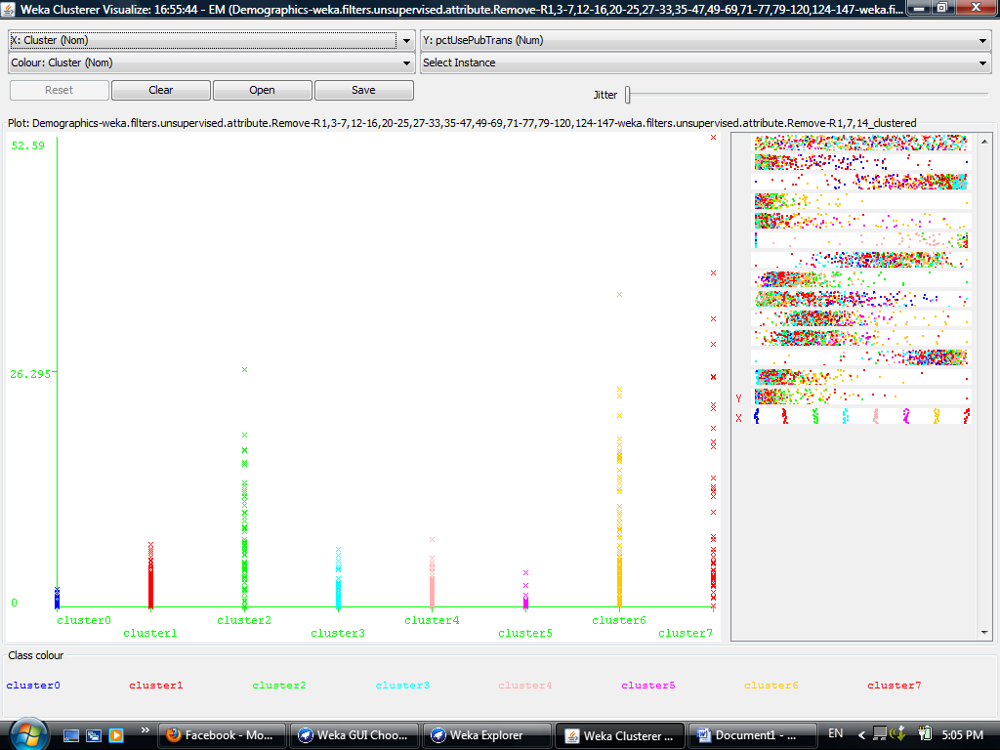 Weka Clusterer Visualize: 16:55:44 - EM (Demographics-weka.filters.unsupervised.attribute.Remove-R1,3-7,12-16,20-25,27-33,35-47,49-69,71-77,79-120,124-147-weka.fi...
X: Cluster (Nom) Y: pctUsePubTrans (Num)
Colour: Cluster (Nom) Select Instance
Reset Clear Open Save Jitter
Plot: Demographics-weka.filters.unsupervised.attribute.Remove-R1,3-7,12-16,20-25,27-33,35-47,49-69,71-77,79-120,124-147-weka.filters.unsupervised.attribute.Remove-R1,7,14_clustered
52.59
26.295
0
Y
X
cluster0 cluster2 cluster4 cluster6
cluster1 cluster3 cluster5 cluster7
Class colour
cluster0 cluster1 cluster2 cluster3 cluster4 cluster5 cluster6 cluster7
» Facebook - Mo... Weka GUI Choo... Weka Explorer Weka Clusterer ... Document1 - ... EN < 5:05 PM